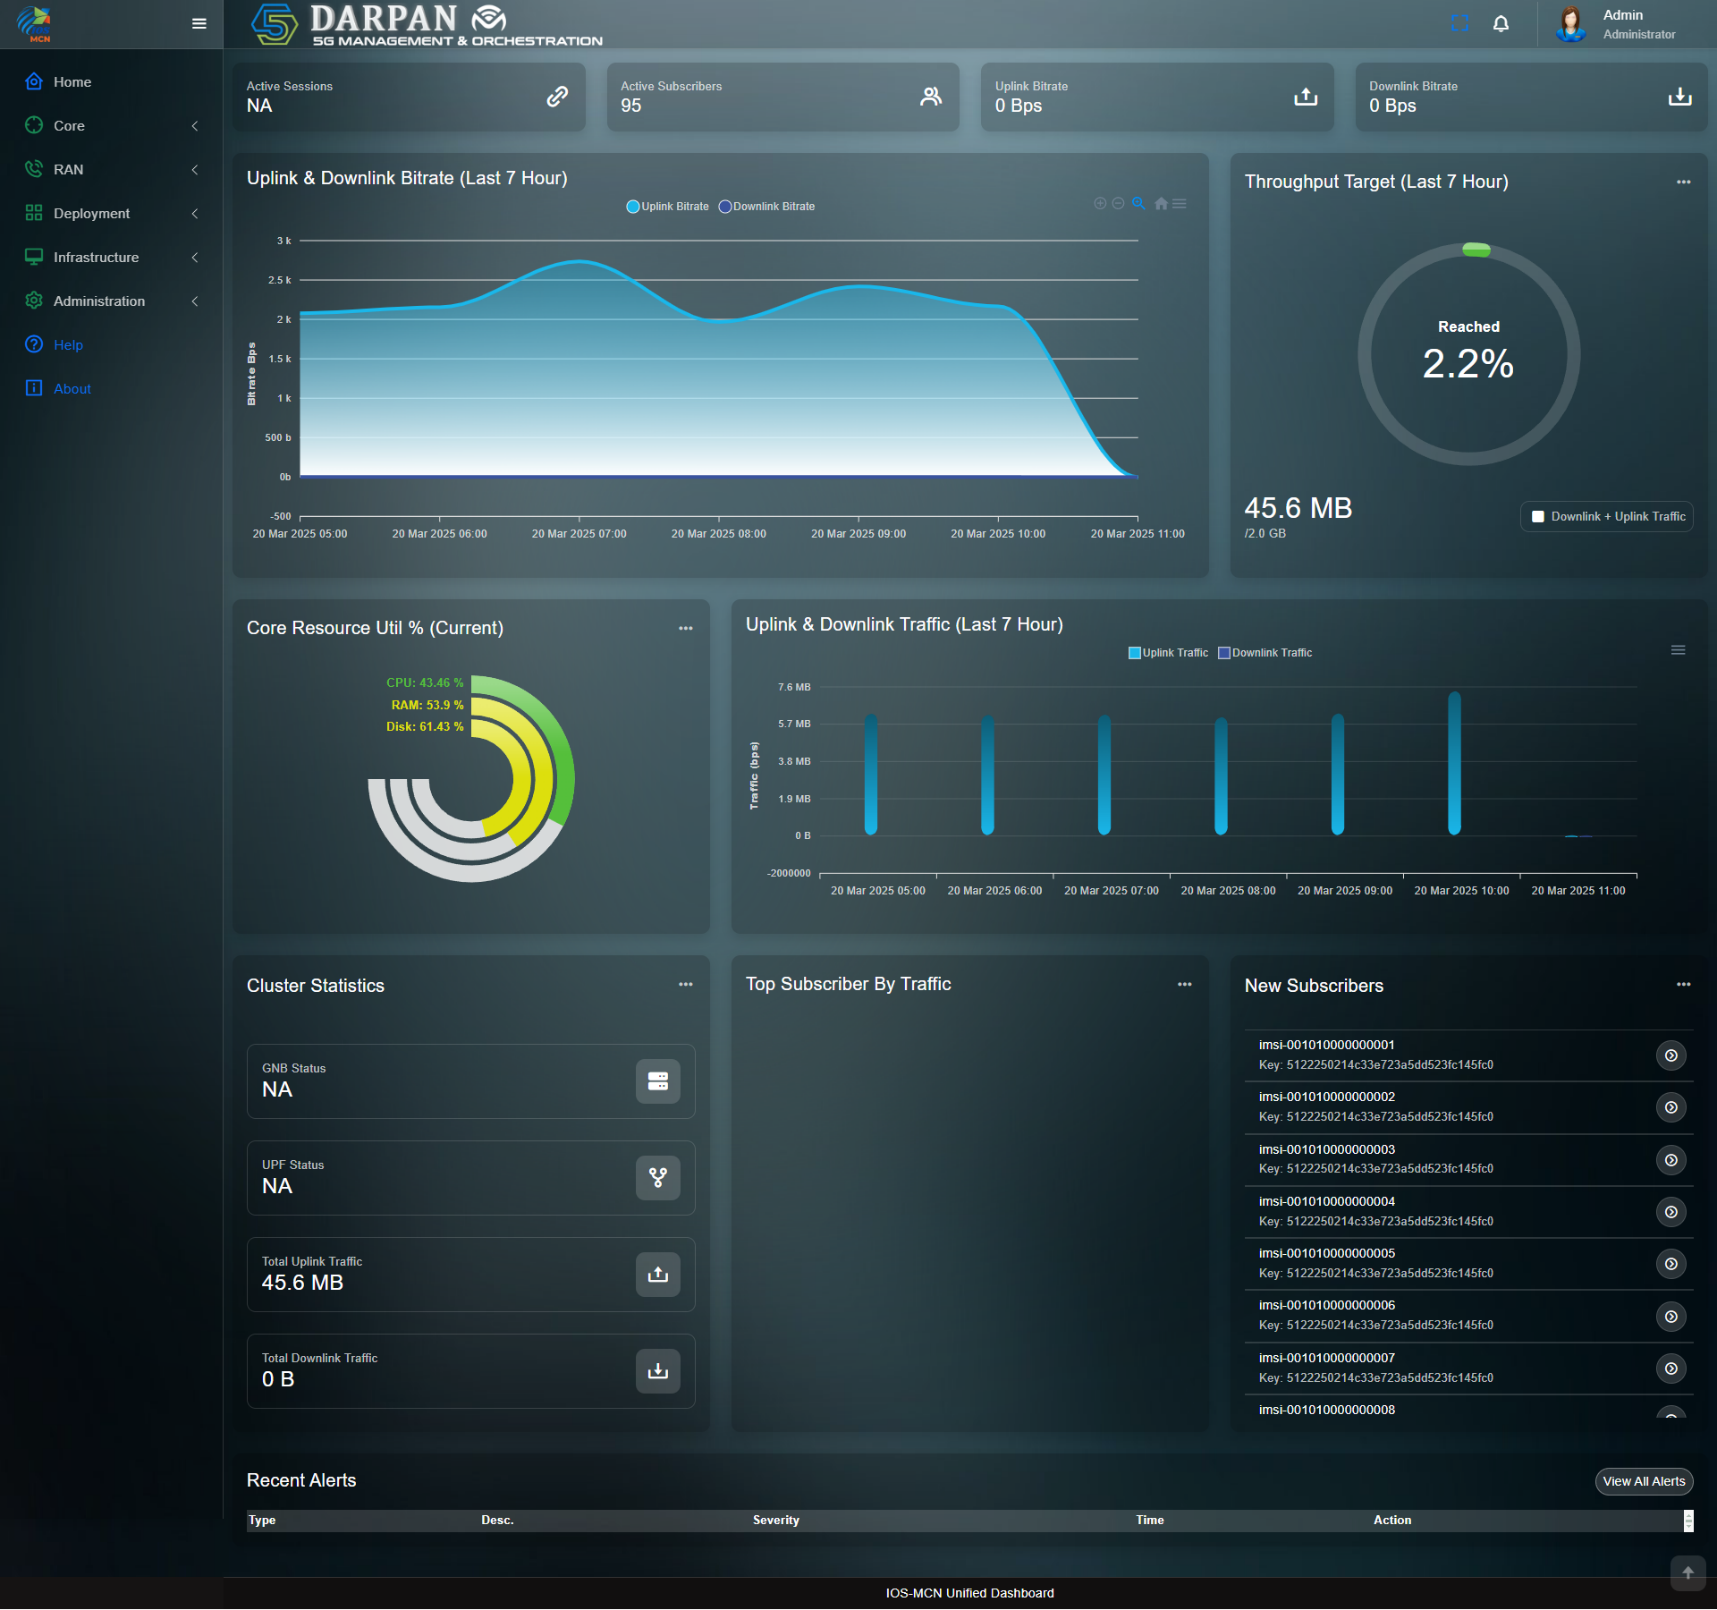 MCN
DARPAN
5G MANAGEMENT & ORCHESTRATION
Admin
Administrator
Home
Core
RAN
Deployment
Infrastructure
Administration
Help
About
Active Sessions
NA
Active Subscribers
95
Uplink Bitrate
0 Bps
Downlink Bitrate
0 Bps
Uplink & Downlink Bitrate (Last 7 Hour)
Uplink Bitrate Downlink Bitrate
Bitrate Bps
3 k
2.5 k
2 k
1.5 k
1 k
500 b
0b
-500
20 Mar 2025 05:00 20 Mar 2025 06:00 20 Mar 2025 07:00 20 Mar 2025 08:00 20 Mar 2025 09:00 20 Mar 2025 10:00 20 Mar 2025 11:00
Throughput Target (Last 7 Hour)
Reached
2.2%
45.6 MB
/2.0 GB
Downlink + Uplink Traffic
Core Resource Util % (Current)
CPU: 43.46 %
RAM: 53.9 %
Disk: 61.43 %
Uplink & Downlink Traffic (Last 7 Hour)
Uplink Traffic Downlink Traffic
Traffic (bps)
7.6 MB
5.7 MB
3.8 MB
1.9 MB
0 B
-2000000
20 Mar 2025 05:00 20 Mar 2025 06:00 20 Mar 2025 07:00 20 Mar 2025 08:00 20 Mar 2025 09:00 20 Mar 2025 10:00 20 Mar 2025 11:00
Cluster Statistics
GNB Status
NA
UPF Status
NA
Total Uplink Traffic
45.6 MB
Total Downlink Traffic
0 B
Top Subscriber By Traffic
New Subscribers
imsi-001010000000001
Key: 5122250214c33e723a5dd523fc145fc0
imsi-001010000000002
Key: 5122250214c33e723a5dd523fc145fc0
imsi-001010000000003
Key: 5122250214c33e723a5dd523fc145fc0
imsi-001010000000004
Key: 5122250214c33e723a5dd523fc145fc0
imsi-001010000000005
Key: 5122250214c33e723a5dd523fc145fc0
imsi-001010000000006
Key: 5122250214c33e723a5dd523fc145fc0
imsi-001010000000007
Key: 5122250214c33e723a5dd523fc145fc0
imsi-001010000000008
Recent Alerts
View All Alerts
Type Desc. Severity Time Action
IOS-MCN Unified Dashboard